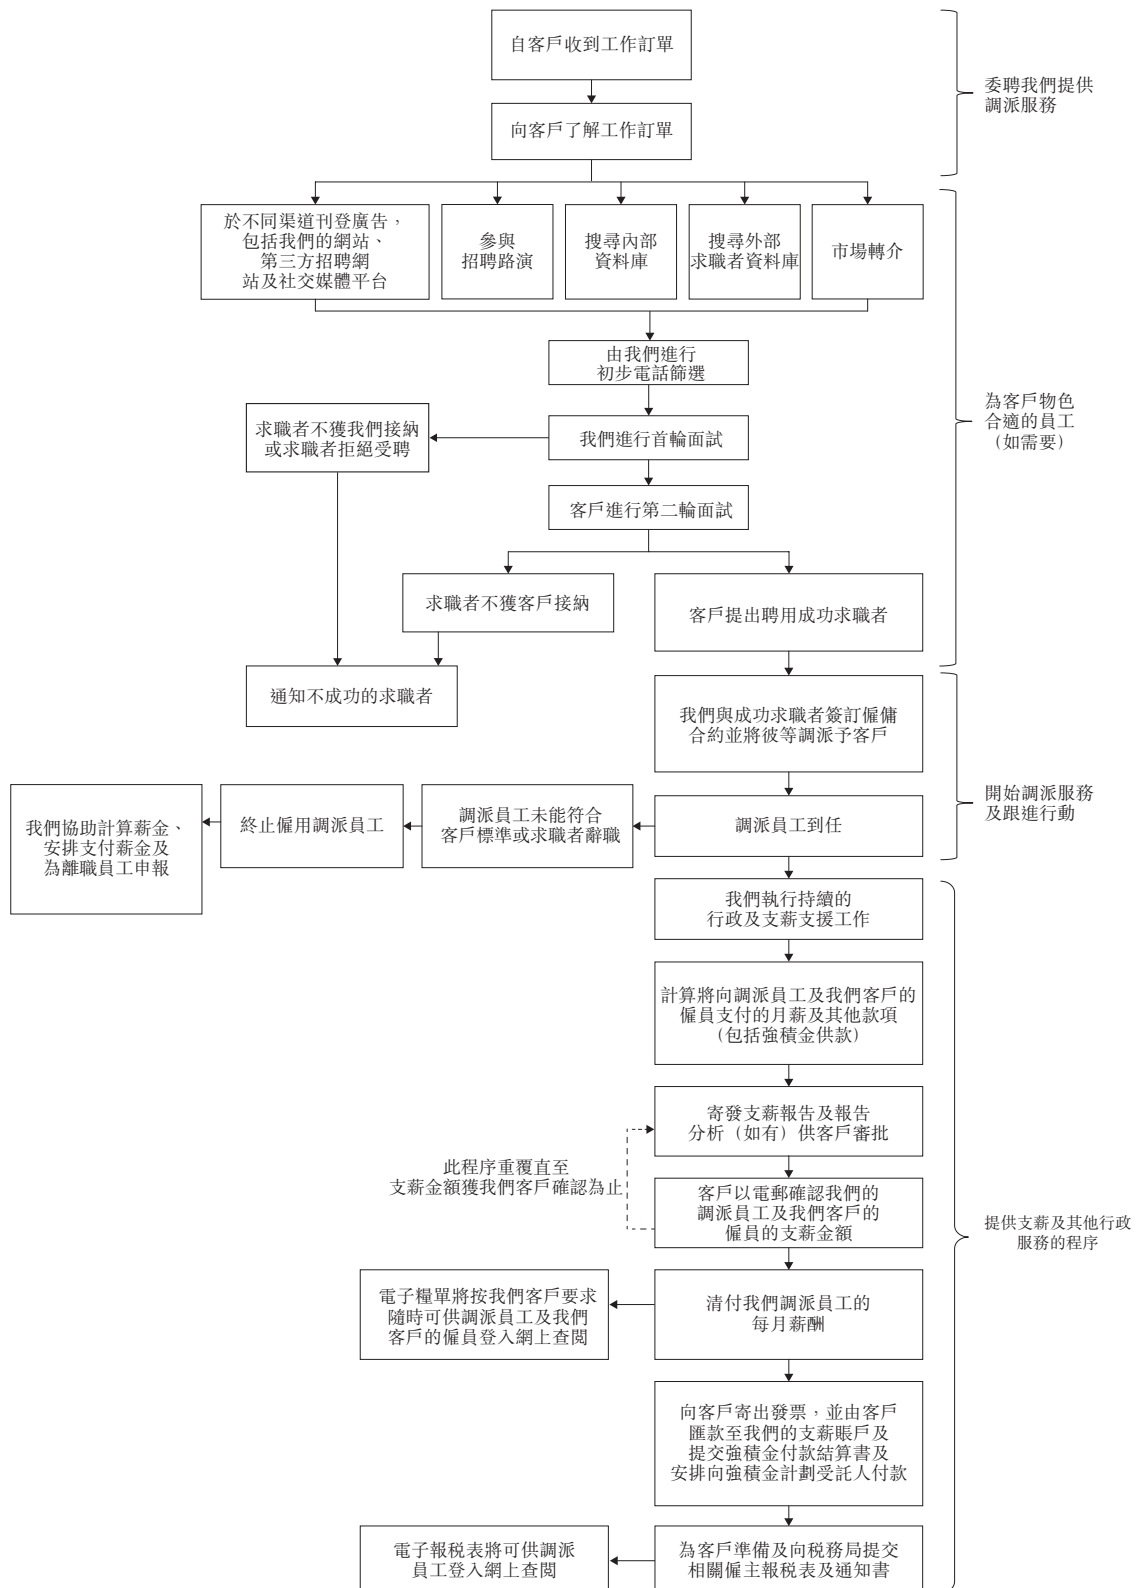 自客戶收到工作訂單
委聘我們提供
調派服務
向客戶了解工作訂單
於不同渠道刊登廣告，
包括我們的網站、
第三方招聘網
站及社交媒體平台
參與
招聘路演
搜尋內部
資料庫
搜尋外部
求職者資料庫
市場轉介
由我們進行
初步電話篩選
為客戶物色
合適的員工
（如需要）
求職者不獲我們接納
或求職者拒絕受聘
我們進行首輪面試
客戶進行第二輪面試
求職者不獲客戶接納
客戶提出聘用成功求職者
通知不成功的求職者
我們與成功求職者簽訂僱傭
合約並將彼等調派予客戶
開始調派服務
及跟進行動
我們協助計算薪金、
安排支付薪金及
為離職員工申報
終止僱用調派員工
調派員工未能符合
客戶標準或求職者辭職
調派員工到任
我們執行持續的
行政及支薪支援工作
計算將向調派員工及我們客戶的
僱員支付的月薪及其他款項
（包括強積金供款）
寄發支薪報告及報告
分析（如有）供客戶審批
此程序重覆直至
支薪金額獲我們客戶確認為止
客戶以電郵確認我們的
調派員工及我們客戶的
僱員的支薪金額
提供支薪及其他行政
服務的程序
電子糧單將按我們客戶要求
隨時可供調派員工及我們
客戶的僱員登入網上查閱
清付我們調派員工的
每月薪酬
向客戶寄出發票，並由客戶
匯款至我們的支薪賬戶及
提交強積金付款結算書及
安排向強積金計劃受託人付款
電子報稅表將可供調派
員工登入網上查閱
為客戶準備及向稅務局提交
相關僱主報稅表及通知書